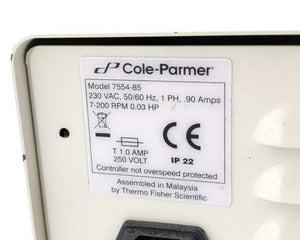 Cole-Parmer®
Model 7554-85
230 VAC, 50/60 Hz, 1 PH, .90 Amps
7-200 RPM 0.03 HP
T 1.0 AMP
250 VOLT
CE
IP 22
Controller not overspeed protected
Assembled in Malaysia
by Thermo Fisher Scientific